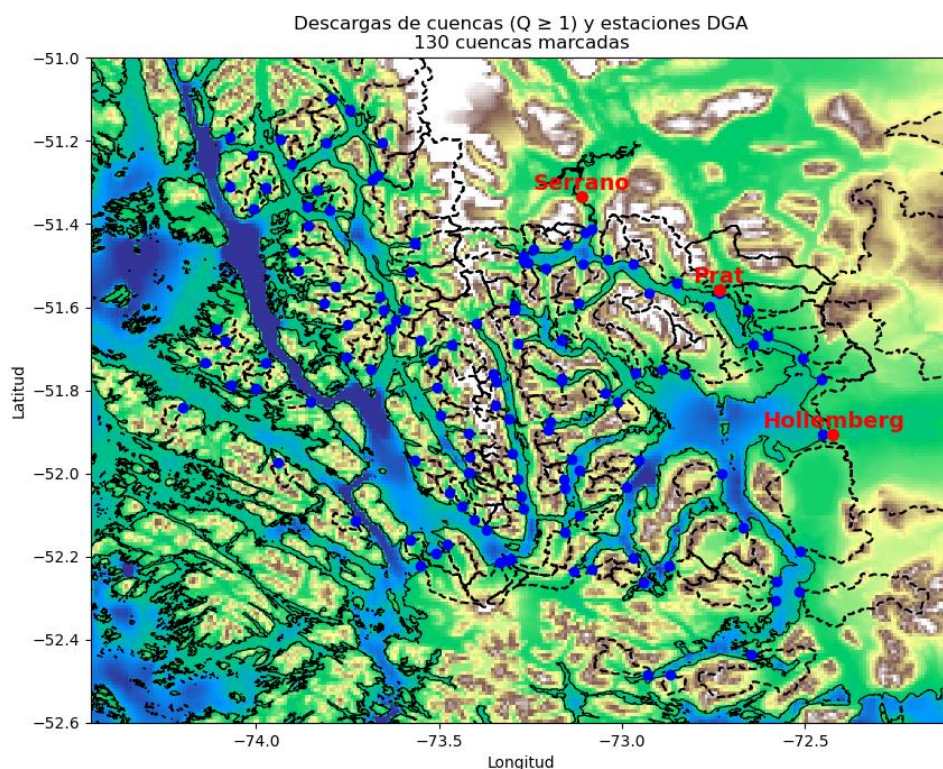 Descargas de cuencas (Q ≥ 1) y estaciones DGA
130 cuencas marcadas
−51.0
−51.2
Serrano
−51.4
Prat
−51.6
−51.8
Hollemberg
−52.0
−52.2
−52.4
−52.6
Latitud
−74.0
−73.5
−73.0
−72.5
Longitud